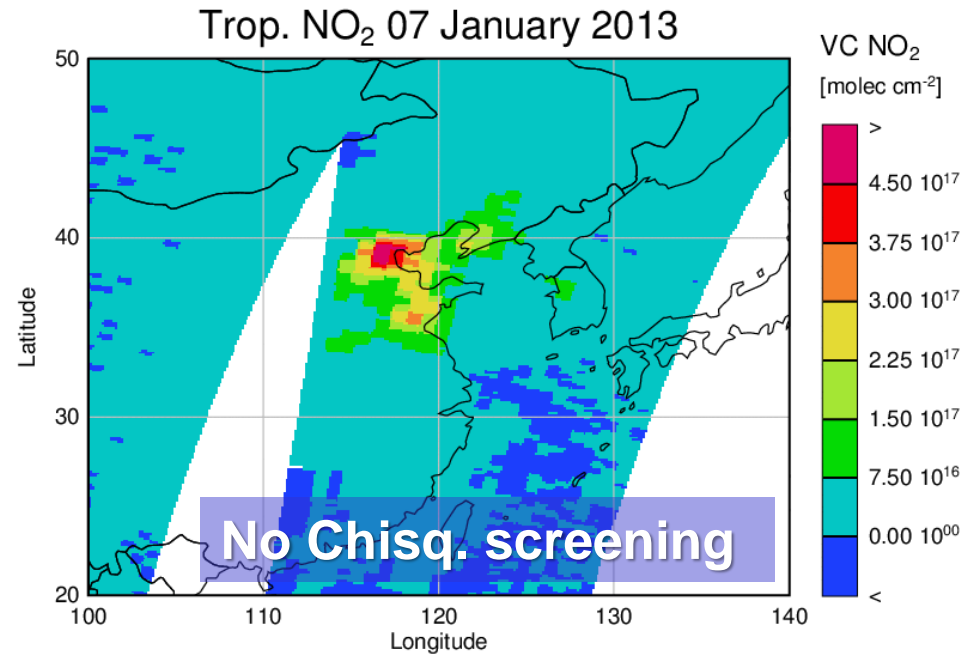 Trop. NO₂ 07 January 2013
VC NO₂
[molec cm⁻²]
>
4.50 10¹⁷
3.75 10¹⁷
3.00 10¹⁷
2.25 10¹⁷
1.50 10¹⁷
7.50 10¹⁶
0.00 10⁰⁰
<
50
40
30
20
Latitude
No Chisq. screening
100 110 120 130 140
Longitude